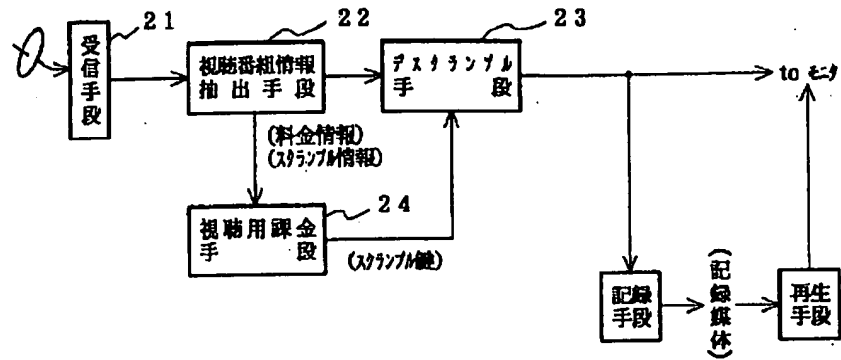 21
受信手段
22
視聴番組情報
抽出手段
23
デスクランブル
手段
to モニタ
(料金情報)
(スクランブル情報)
24
視聴用課金
手段
(スクランブル鍵)
記録
手段
(記録媒体)
再生
手段